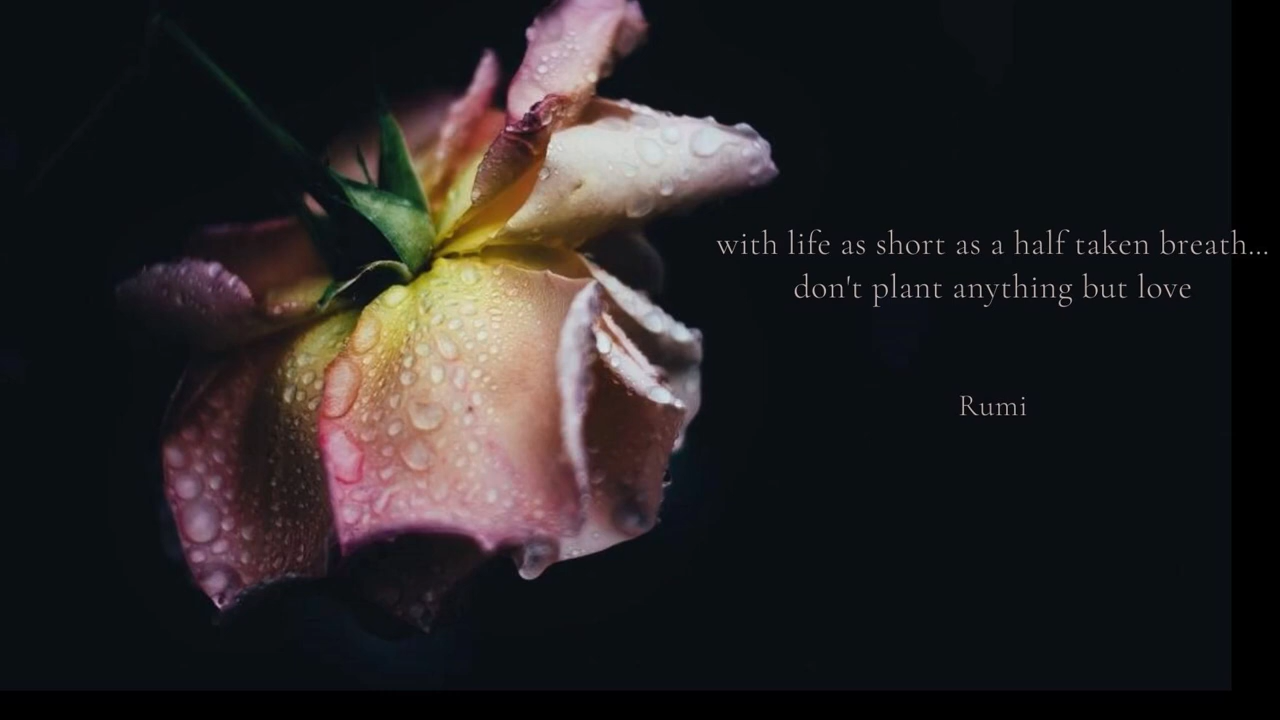 with life as short as a half taken breath...
don't plant anything but love
Rumi